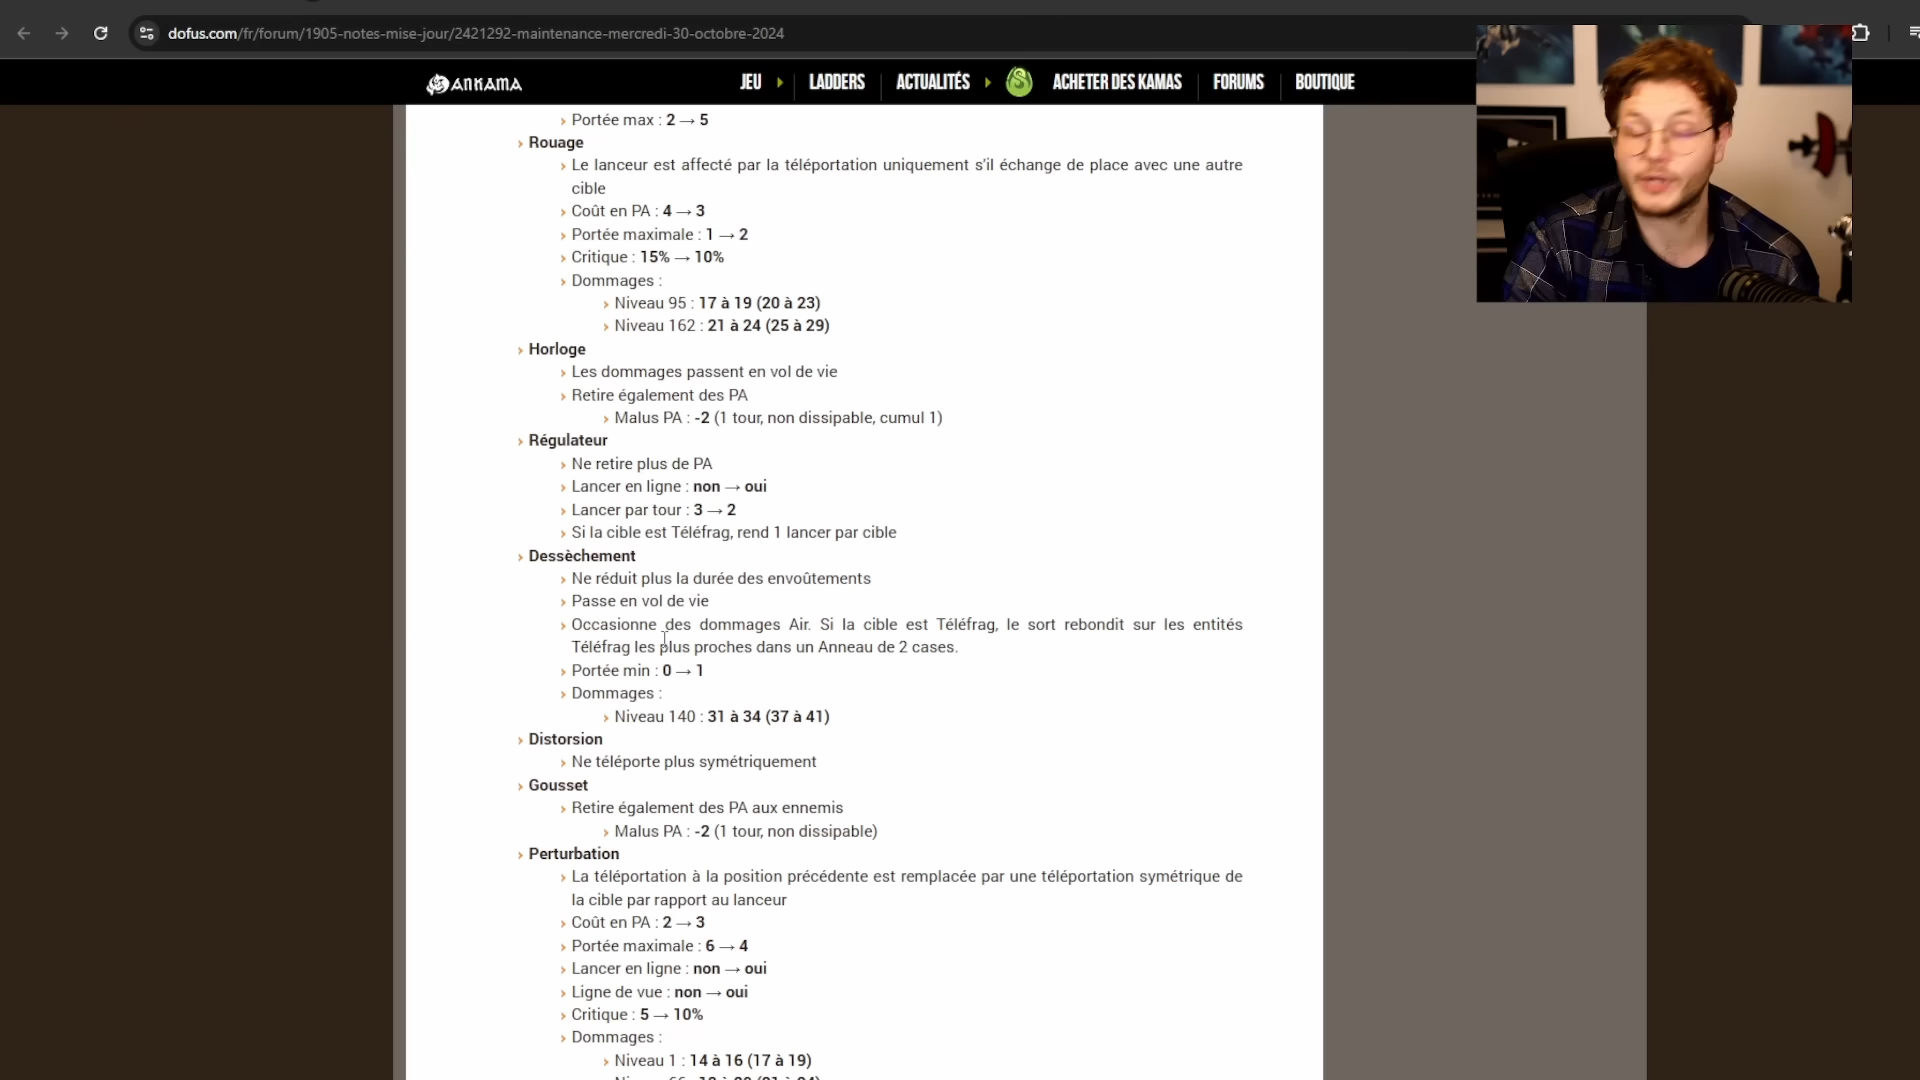 dofus.com/fr/forum/1905-notes-mise-jour/2421292-maintenance-mercredi-30-octobre-2024
ANKAMA
JEU
LADDERS
ACTUALITÉS
ACHETER DES KAMAS
FORUMS
BOUTIQUE
Portée max : 2 → 5
Rouage
Le lanceur est affecté par la téléportation uniquement s'il échange de place avec une autre
cible
Coût en PA : 4 → 3
Portée maximale : 1 → 2
Critique : 15% → 10%
Dommages :
Niveau 95 : 17 à 19 (20 à 23)
Niveau 162 : 21 à 24 (25 à 29)
Horloge
Les dommages passent en vol de vie
Retire également des PA
Malus PA : -2 (1 tour, non dissipable, cumul 1)
Régulateur
Ne retire plus de PA
Lancer en ligne : non → oui
Lancer par tour : 3 → 2
Si la cible est Téléfrag, rend 1 lancer par cible
Dessèchement
Ne réduit plus la durée des envoûtements
Passe en vol de vie
Occasionne des dommages Air. Si la cible est Téléfrag, le sort rebondit sur les entités
Téléfrag les plus proches dans un Anneau de 2 cases.
Portée min : 0 → 1
Dommages :
Niveau 140 : 31 à 34 (37 à 41)
Distorsion
Ne téléporte plus symétriquement
Gousset
Retire également des PA aux ennemis
Malus PA : -2 (1 tour, non dissipable)
Perturbation
La téléportation à la position précédente est remplacée par une téléportation symétrique de
la cible par rapport au lanceur
Coût en PA : 2 → 3
Portée maximale : 6 → 4
Lancer en ligne : non → oui
Ligne de vue : non → oui
Critique : 5 → 10%
Dommages :
Niveau 1 : 14 à 16 (17 à 19)